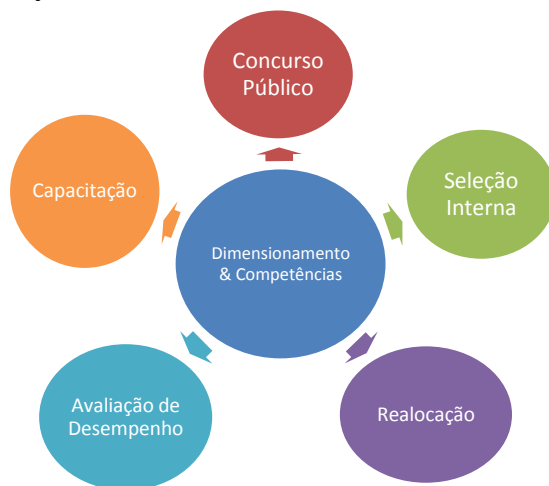 Concurso
Público
Capacitação
Seleção
Interna
Dimensionamento
& Competências
Avaliação de
Desempenho
Realocação